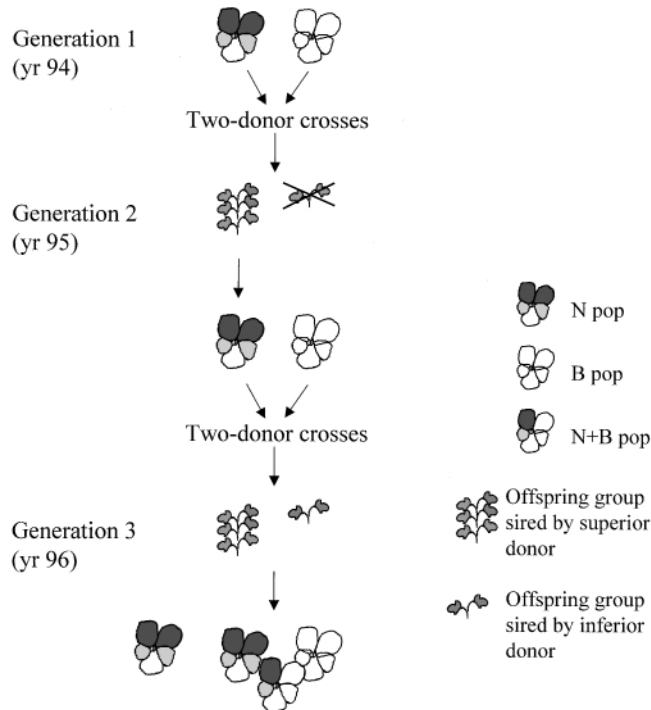 Generation 1
(yr 94)
Two-donor crosses
Generation 2
(yr 95)
Two-donor crosses
Generation 3
(yr 96)
N pop
B pop
N+B pop
Offspring group
sired by superior
donor
Offspring group
sired by inferior
donor